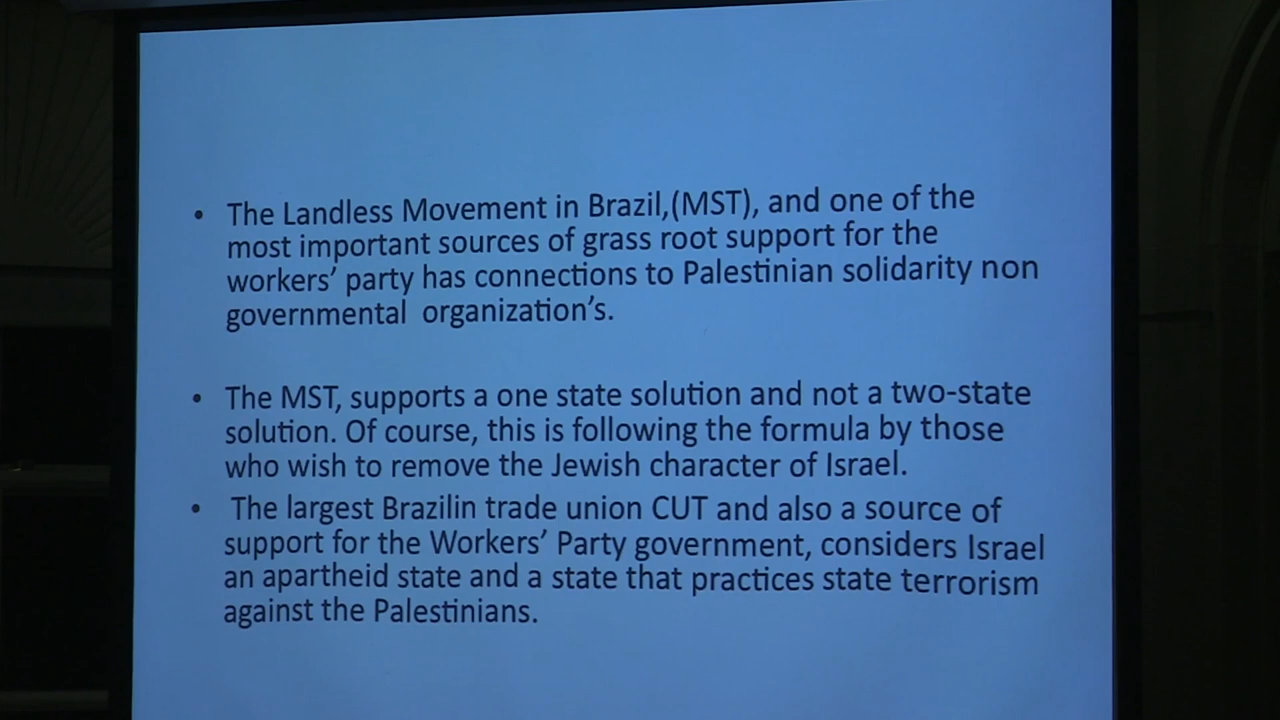 • The Landless Movement in Brazil,(MST), and one of the
most important sources of grass root support for the
workers’ party has connections to Palestinian solidarity non
governmental organization’s.
• The MST, supports a one state solution and not a two-state
solution. Of course, this is following the formula by those
who wish to remove the Jewish character of Israel.
• The largest Brazilin trade union CUT and also a source of
support for the Workers’ Party government, considers Israel
an apartheid state and a state that practices state terrorism
against the Palestinians.